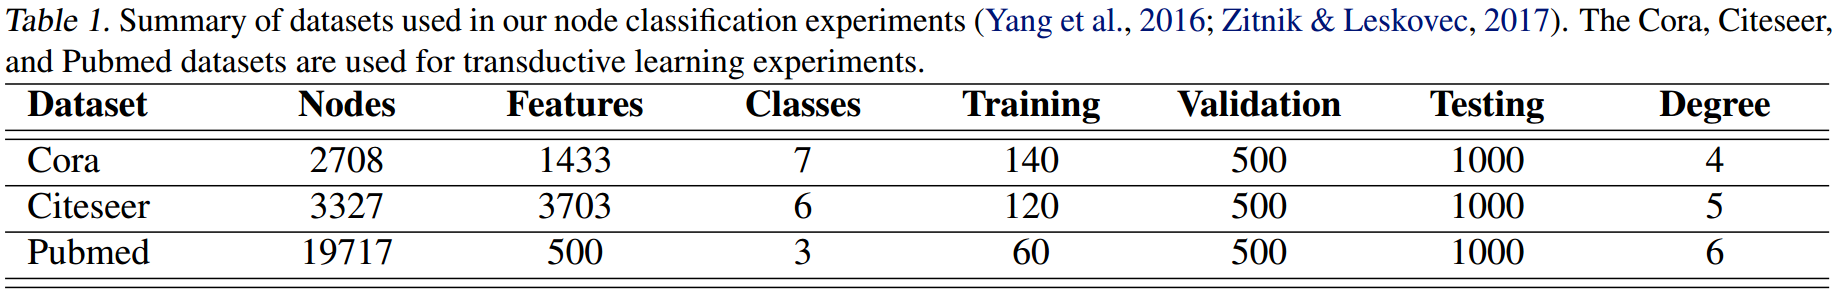 Table 1. Summary of datasets used in our node classification experiments (Yang et al., 2016; Zitnik & Leskovec, 2017). The Cora, Citeseer,
and Pubmed datasets are used for transductive learning experiments.
Dataset Nodes Features Classes Training Validation Testing Degree
Cora 2708 1433 7 140 500 1000 4
Citeseer 3327 3703 6 120 500 1000 5
Pubmed 19717 500 3 60 500 1000 6